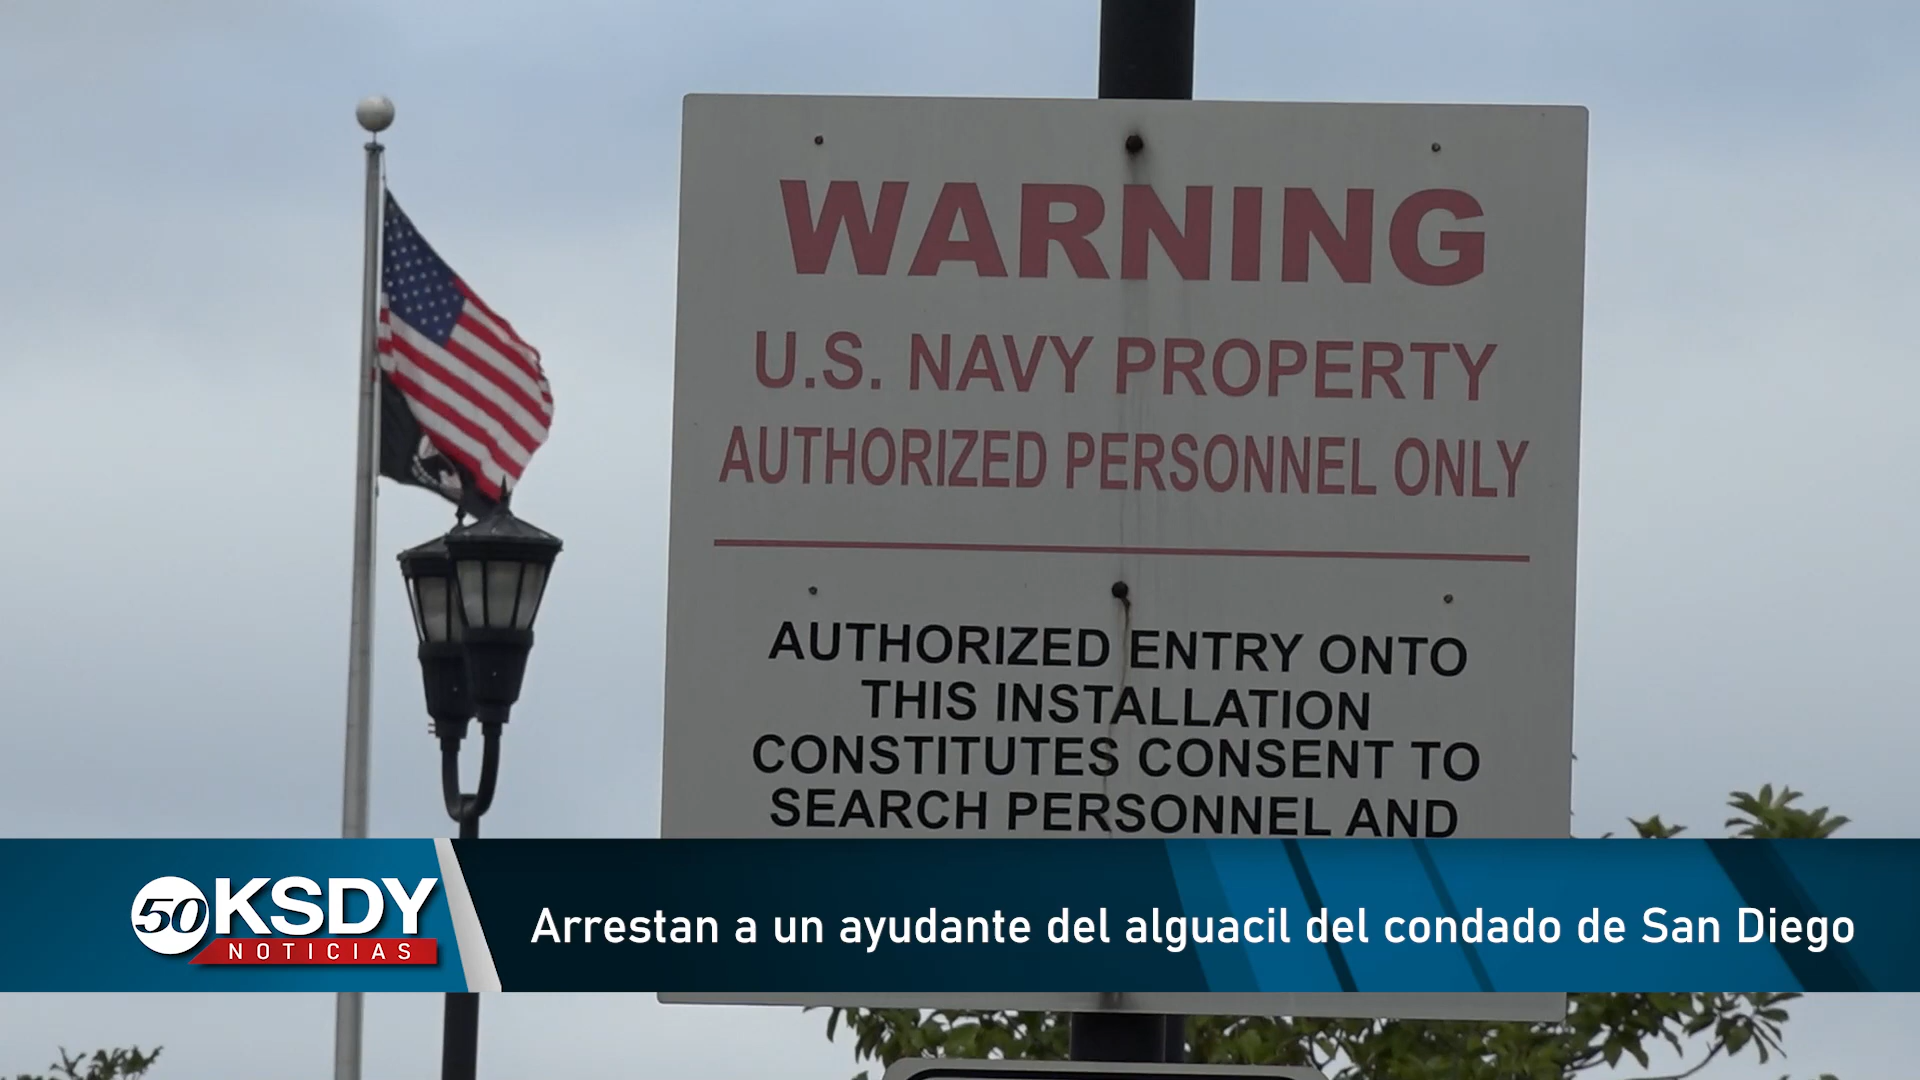 WARNING
U.S. NAVY PROPERTY
AUTHORIZED PERSONNEL ONLY
AUTHORIZED ENTRY ONTO
THIS INSTALLATION
CONSTITUTES CONSENT TO
SEARCH PERSONNEL AND
50 KSDY
NOTICIAS
Arrestan a un ayudante del alguacil del condado de San Diego